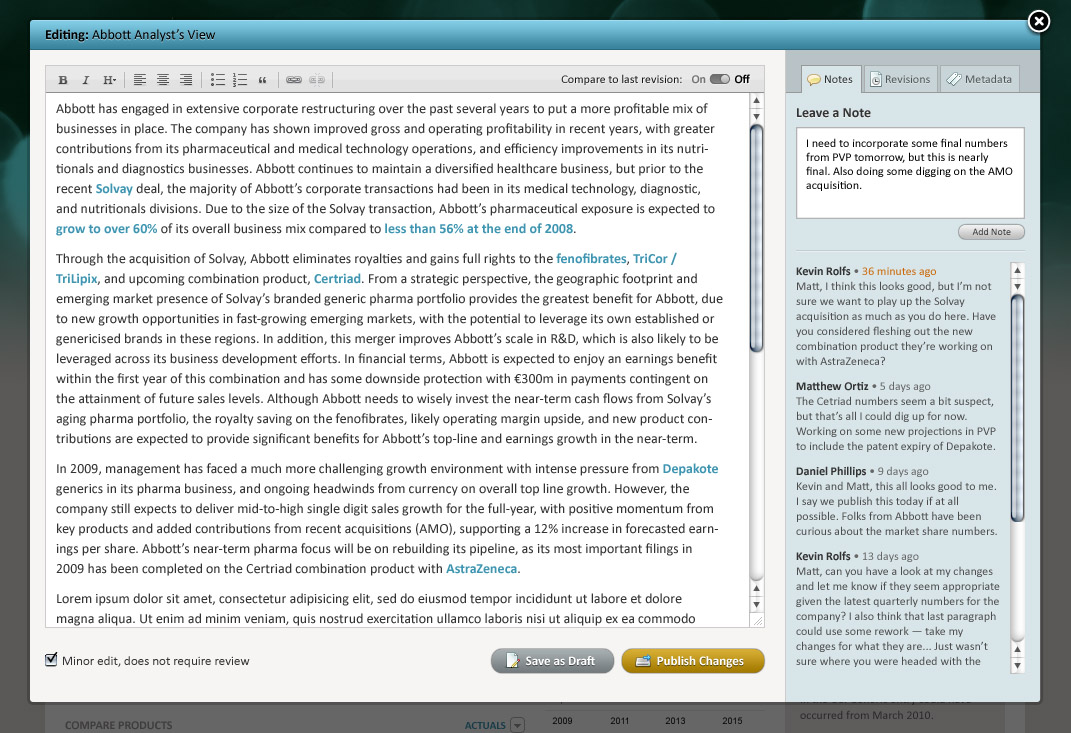 Editing: Abbott Analyst's View
B I H
Compare to last revision: On Off
Abbott has engaged in extensive corporate restructuring over the past several years to put a more profitable mix of
businesses in place. The company has shown improved gross and operating profitability in recent years, with greater
contributions from its pharmaceutical and medical technology operations, and efficiency improvements in its nutri-
tionals and diagnostics businesses. Abbott continues to maintain a diversified healthcare business, but prior to the
recent Solvay deal, the majority of Abbott's corporate transactions had been in its medical technology, diagnostic,
and nutritionals divisions. Due to the size of the Solvay transaction, Abbott's pharmaceutical exposure is expected to
grow to over 60% of its overall business mix compared to less than 56% at the end of 2008.
Through the acquisition of Solvay, Abbott eliminates royalties and gains full rights to the fenofibrates, TriCor /
TriLipix, and upcoming combination product, Certriad. From a strategic perspective, the geographic footprint and
emerging market presence of Solvay's branded generic pharma portfolio provides the greatest benefit for Abbott, due
to new growth opportunities in fast-growing emerging markets, with the potential to leverage its own established or
genericised brands in these regions. In addition, this merger improves Abbott's scale in R&D, which is also likely to be
leveraged across its business development efforts. In financial terms, Abbott is expected to enjoy an earnings benefit
within the first year of this combination and has some downside protection with €300m in payments contingent on
the attainment of future sales levels. Although Abbott needs to wisely invest the near-term cash flows from Solvay's
aging pharma portfolio, the royalty saving on the fenofibrates, likely operating margin upside, and new product con-
tributions are expected to provide significant benefits for Abbott's top-line and earnings growth in the near-term.
In 2009, management has faced a much more challenging growth environment with intense pressure from Depakote
generics in its pharma business, and ongoing headwinds from currency on overall top line growth. However, the
company still expects to deliver mid-to-high single digit sales growth for the full-year, with positive momentum from
key products and added contributions from recent acquisitions (AMO), supporting a 12% increase in forecasted earn-
ings per share. Abbott's near-term pharma focus will be on rebuilding its pipeline, as its most important filings in
2009 has been completed on the Certriad combination product with AstraZeneca.
Lorem ipsum dolor sit amet, consectetur adipisicing elit, sed do eiusmod tempor incididunt ut labore et dolore
magna aliqua. Ut enim ad minim veniam, quis nostrud exercitation ullamco laboris nisi ut aliquip ex ea commodo
Minor edit, does not require review
Save as Draft
Publish Changes
Notes
Revisions
Metadata
Leave a Note
I need to incorporate some final numbers
from PVP tomorrow, but this is nearly
final. Also doing some digging on the AMO
acquisition.
Add Note
Kevin Rolfs • 36 minutes ago
Matt, I think this looks good, but I'm not
sure we want to play up the Solvay
acquisition as much as you do here. Have
you considered fleshing out the new
combination product they're working on
with AstraZeneca?
Matthew Ortiz • 5 days ago
The Cetriad numbers seem a bit suspect,
but that's all I could dig up for now.
Working on some new projections in PVP
to include the patent expiry of Depakote.
Daniel Phillips • 9 days ago
Kevin and Matt, this all looks good to me.
I say we publish this today if at all
possible. Folks from Abbott have been
curious about the market share numbers.
Kevin Rolfs • 13 days ago
Matt, can you have a look at my changes
and let me know if they seem appropriate
given the latest quarterly numbers for the
company? I also think that last paragraph
could use some rework — take my
changes for what they are... Just wasn't
sure where you were headed with the
COMPARE PRODUCTS
ACTUALS
2009 2011 2013 2015
occurred from March 2010.